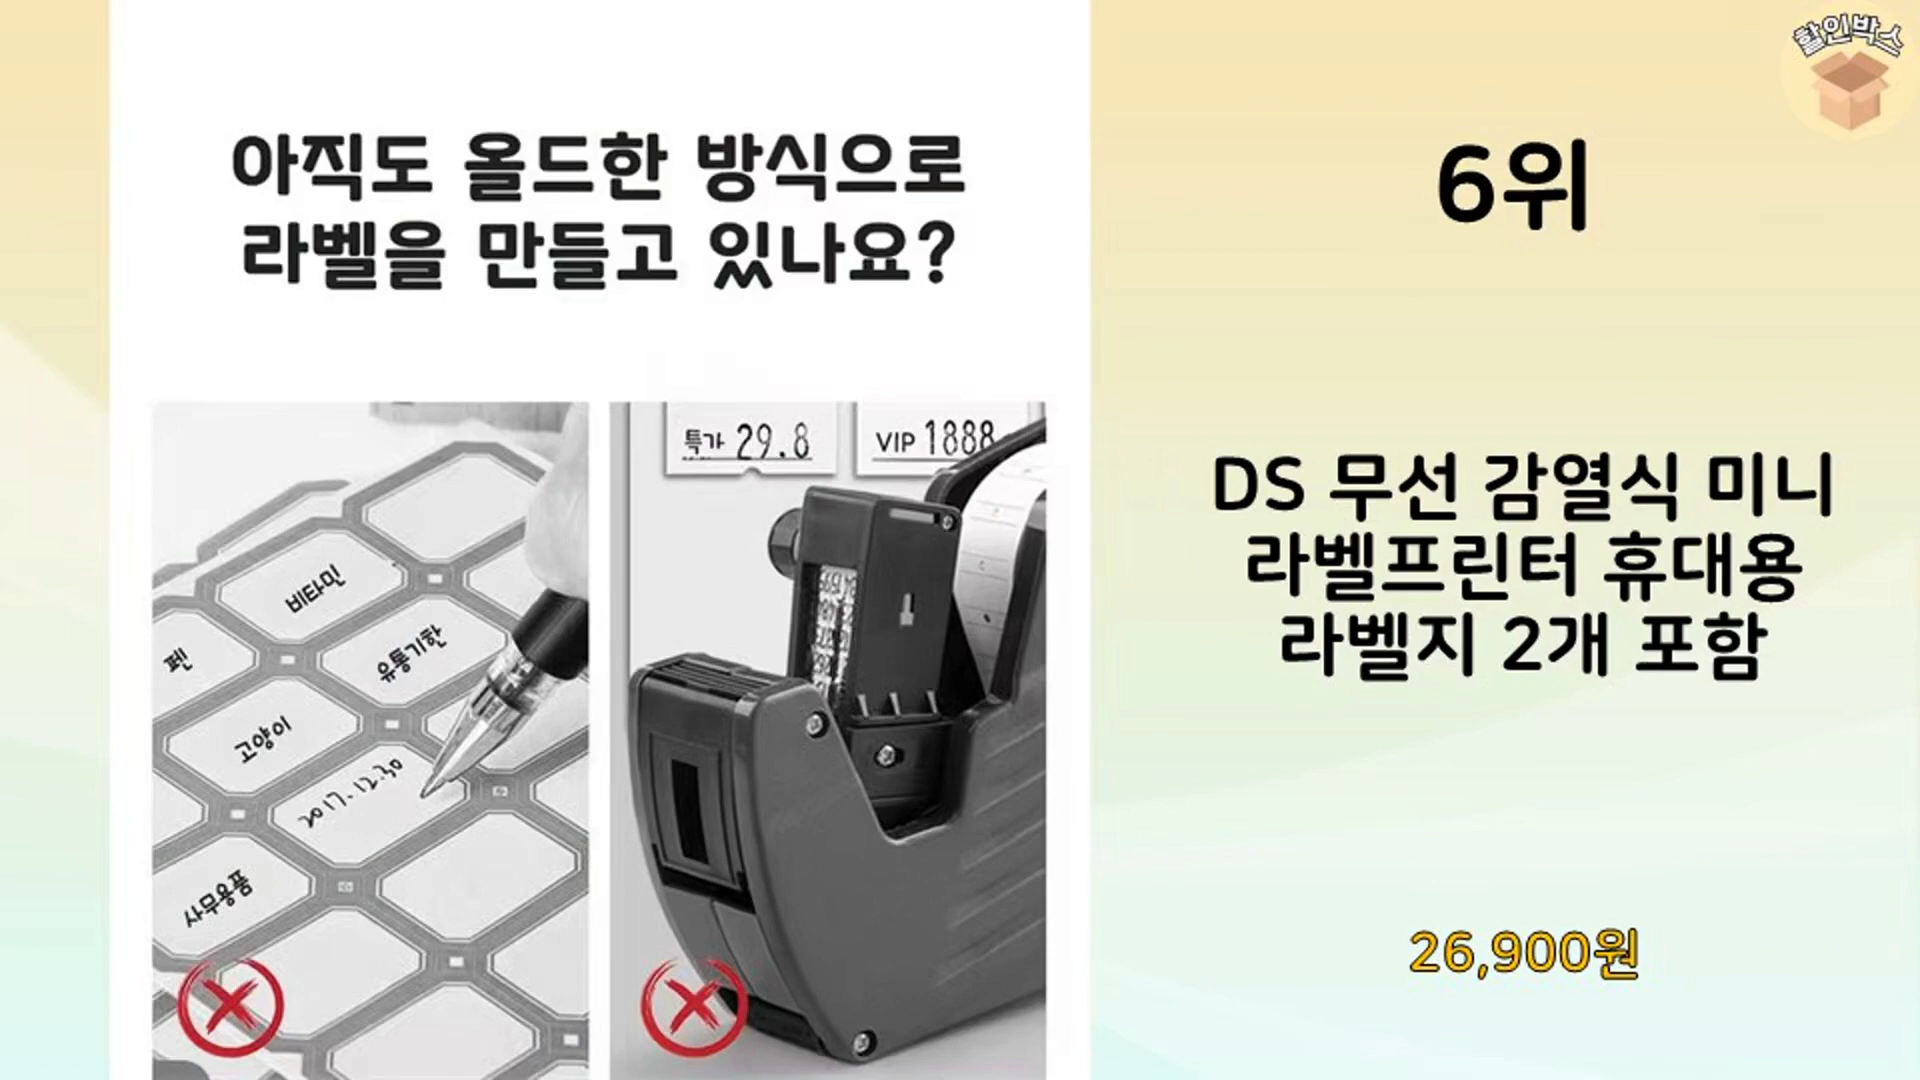 할인박스
아직도 올드한 방식으로
라벨을 만들고 있나요?
6위
특가 29.8
VIP 1888
비타민
펜
유통기한
고양이
2017.12.30
사무용품
DS 무선 감열식 미니
라벨프린터 휴대용
라벨지 2개 포함
26,900원